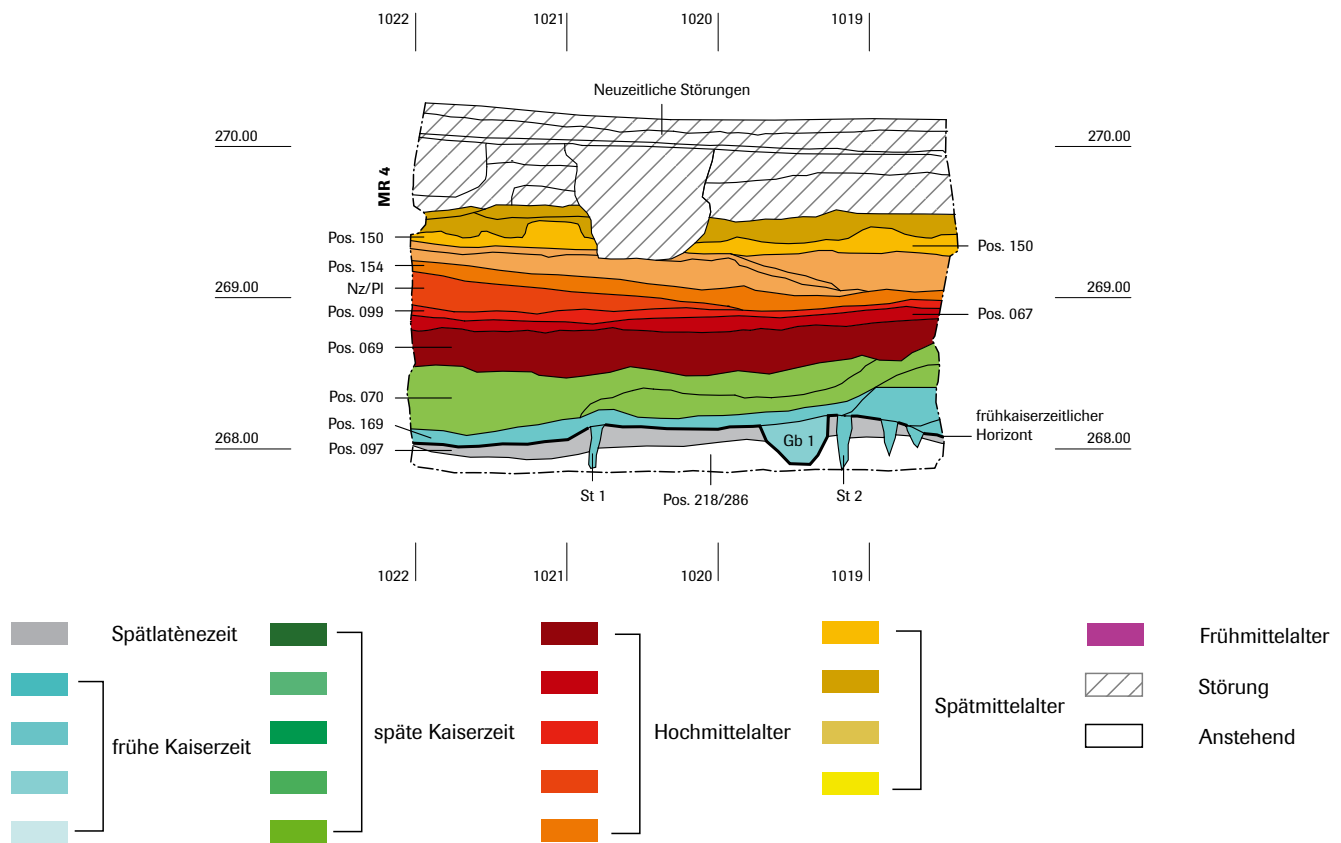 1022 1021 1020 1019
Neuzeitliche Störungen
270.00 270.00
MR 4
Pos. 150 Pos. 150
Pos. 154
Nz/Pl
269.00 269.00
Pos. 099 Pos. 067
Pos. 069
Pos. 070
Pos. 169 frühkaiserzeitlicher
Horizont
268.00 268.00
Pos. 097
Gb 1
St 1 Pos. 218/286 St 2
1022 1021 1020 1019
Spätlatènezeit
frühe Kaiserzeit
späte Kaiserzeit
Hochmittelalter
Spätmittelalter
Frühmittelalter
Störung
Anstehend